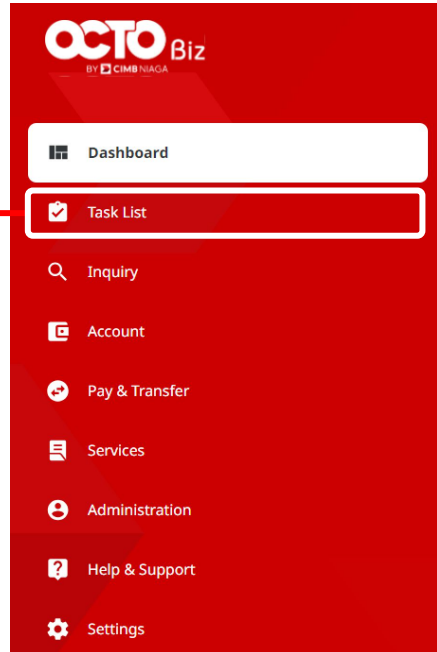 OCTO Biz
BY CIMB NIAGA
Dashboard
Task List
Inquiry
Account
Pay & Transfer
Services
Administration
Help & Support
Settings